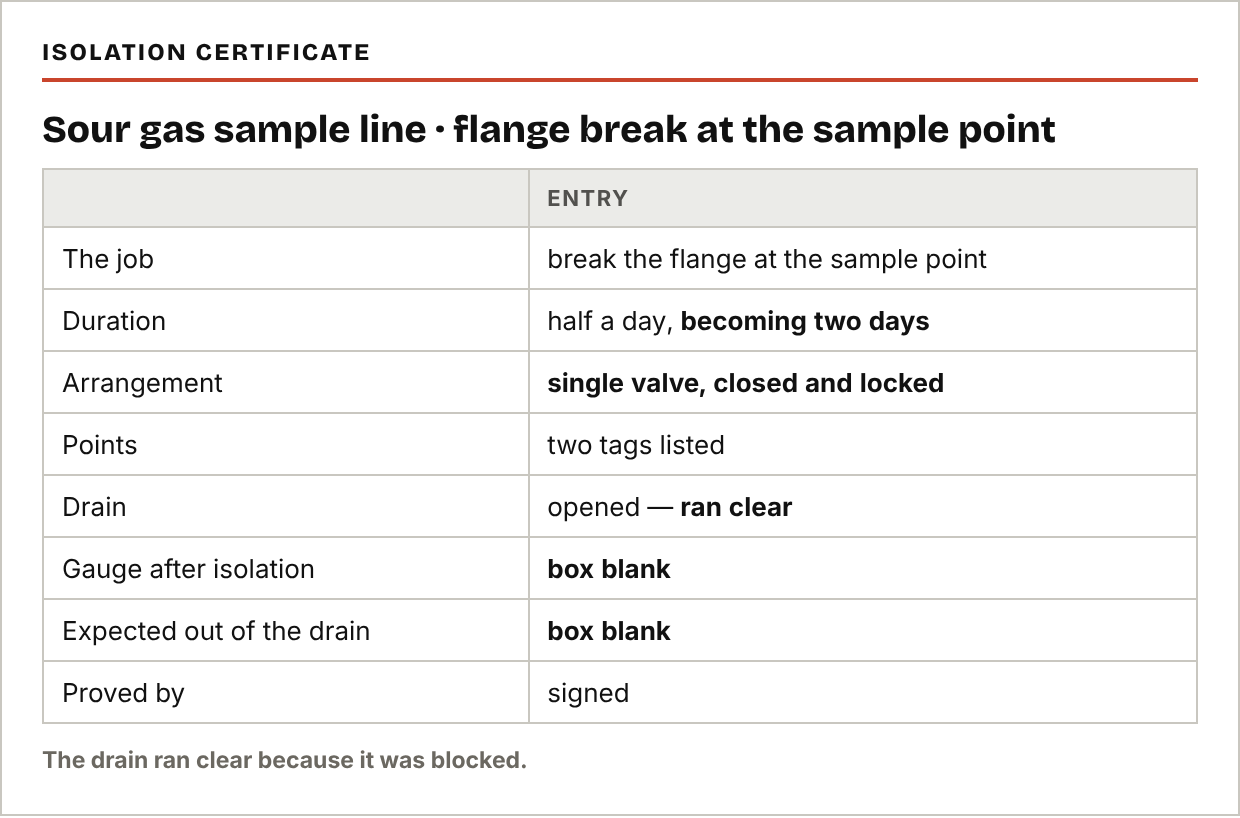 ISOLATION CERTIFICATE
Sour gas sample line · flange break at the sample point
ENTRY
The job break the flange at the sample point
Duration half a day, becoming two days
Arrangement single valve, closed and locked
Points two tags listed
Drain opened — ran clear
Gauge after isolation box blank
Expected out of the drain box blank
Proved by signed
The drain ran clear because it was blocked.